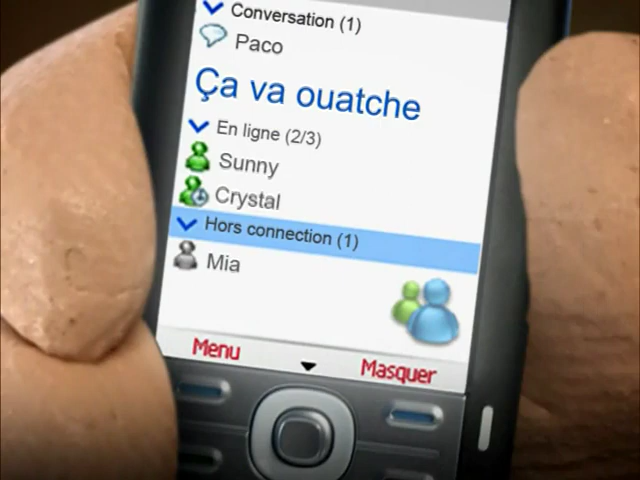 Conversation (1)
Paco
Ça va ouatche
En ligne (2/3)
Sunny
Crystal
Hors connection (1)
Mia
Menu
Masquer